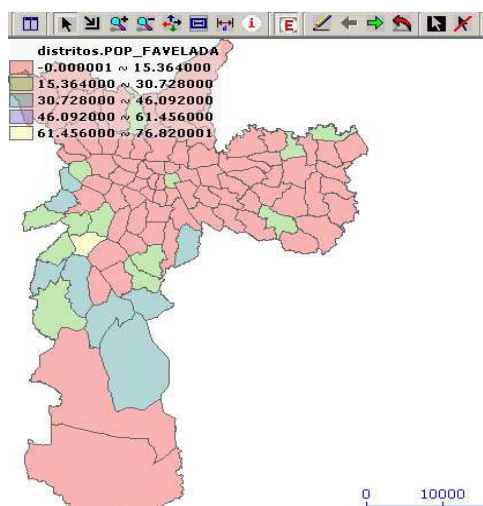 E
distritos.POP_FAVELADA
-0.000001 ~ 15.364000
15.364000 ~ 30.728000
30.728000 ~ 46.092000
46.092000 ~ 61.456000
61.456000 ~ 76.820001
0 10000